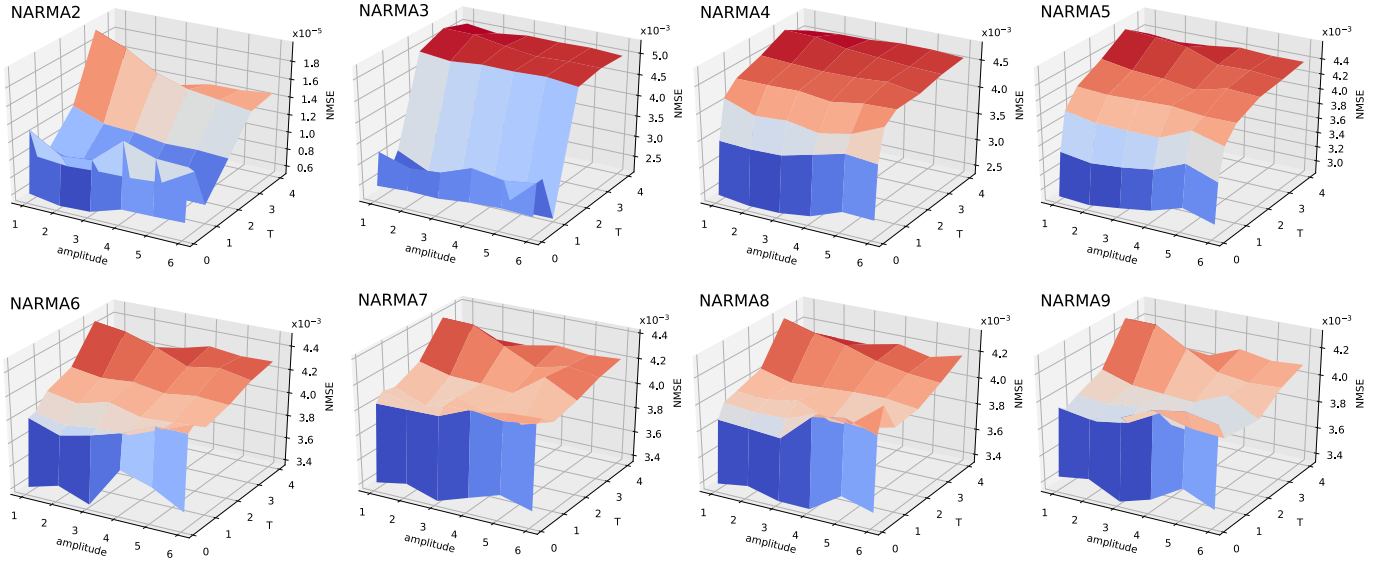 NARMA2
x10⁻⁵
1.8
1.6
1.4
1.2
1.0
0.8
0.6
NMSE
1 2 3 4 5 6
amplitude
0 1 2 3 4
T
NARMA3
x10⁻³
5.0
4.5
4.0
3.5
3.0
2.5
NMSE
1 2 3 4 5 6
amplitude
0 1 2 3 4
T
NARMA4
x10⁻³
4.5
4.0
3.5
3.0
2.5
NMSE
1 2 3 4 5 6
amplitude
0 1 2 3 4
T
NARMA5
x10⁻³
4.4
4.2
4.0
3.8
3.6
3.4
3.2
3.0
NMSE
1 2 3 4 5 6
amplitude
0 1 2 3 4
T
NARMA6
x10⁻³
4.4
4.2
4.0
3.8
3.6
3.4
NMSE
1 2 3 4 5 6
amplitude
0 1 2 3 4
T
NARMA7
x10⁻³
4.4
4.2
4.0
3.8
3.6
3.4
NMSE
1 2 3 4 5 6
amplitude
0 1 2 3 4
T
NARMA8
x10⁻³
4.2
4.0
3.8
3.6
3.4
NMSE
1 2 3 4 5 6
amplitude
0 1 2 3 4
T
NARMA9
x10⁻³
4.2
4.0
3.8
3.6
3.4
NMSE
1 2 3 4 5 6
amplitude
0 1 2 3 4
T